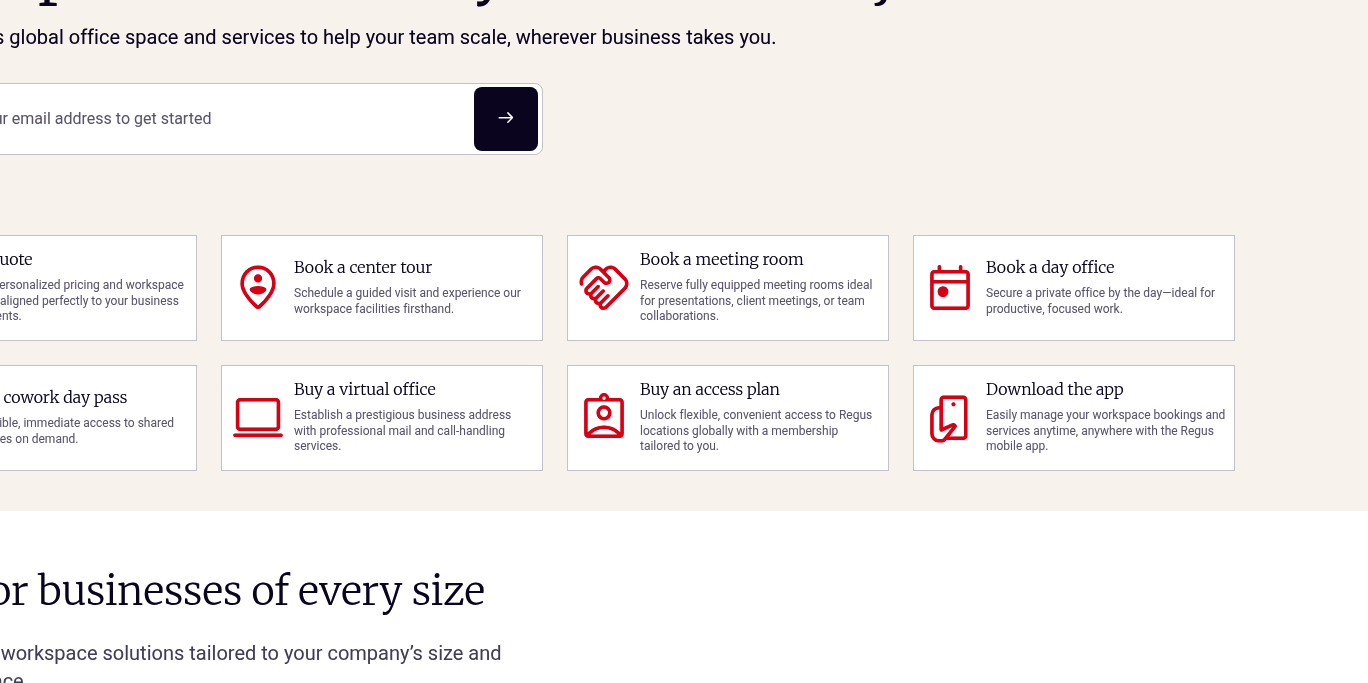 global office space and services to help your team scale, wherever business takes you.
email address to get started
Book a center tour
Schedule a guided visit and experience our
workspace facilities firsthand.
Book a meeting room
Reserve fully equipped meeting rooms ideal
for presentations, client meetings, or team
collaborations.
Book a day office
Secure a private office by the day—ideal for
productive, focused work.
pricing and workspace
aligned perfectly to your business
cowork day pass
immediate access to shared
on demand.
Buy a virtual office
Establish a prestigious business address
with professional mail and call-handling
services.
Buy an access plan
Unlock flexible, convenient access to Regus
locations globally with a membership
tailored to you.
Download the app
Easily manage your workspace bookings and
services anytime, anywhere with the Regus
mobile app.
businesses of every size
workspace solutions tailored to your company’s size and